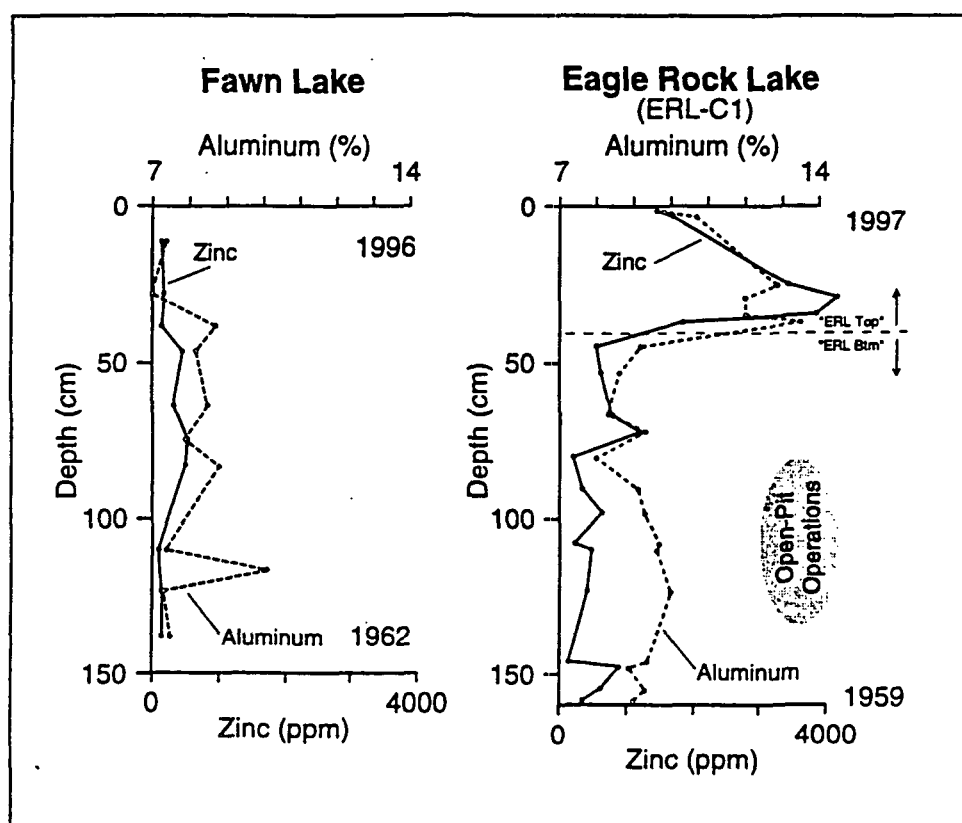 Fawn Lake
Aluminum (%)
7
14
0
50
100
150
Depth (cm)
1996
Zinc
Aluminum
1962
0
4000
Zinc (ppm)
Eagle Rock Lake
(ERL-C1)
Aluminum (%)
7
14
0
50
100
150
Depth (cm)
1997
Zinc
"ERL Top"
"ERL Btm"
Open-Pit
Operations
Aluminum
1959
0
4000
Zinc (ppm)